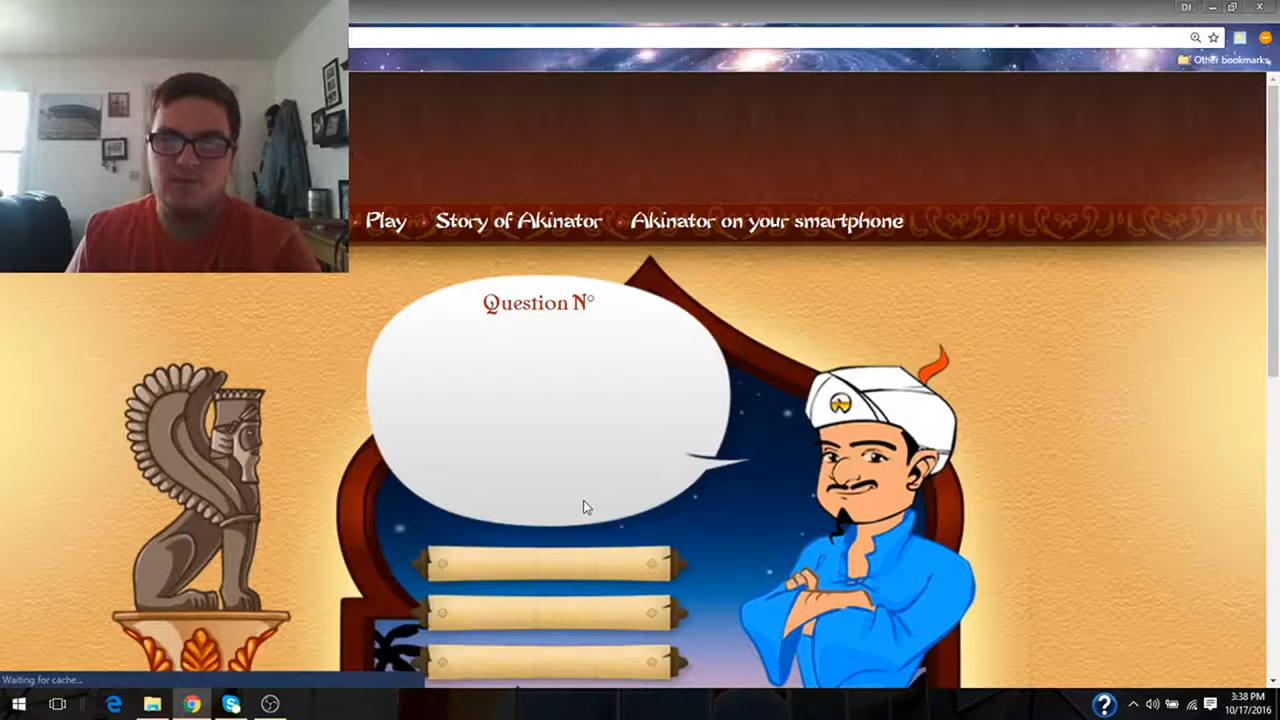 DJ
Other bookmarks
Play · Story of Akinator · Akinator on your smartphone
Question N°
Waiting for cache...
3:38 PM
10/17/2016